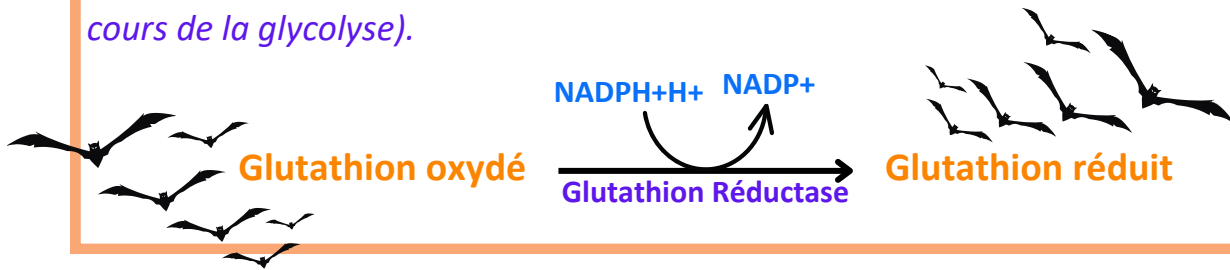 cours de la glycolyse).
NADPH+H+ NADP+
Glutathion oxydé Glutathion réduit
Glutathion Réductase